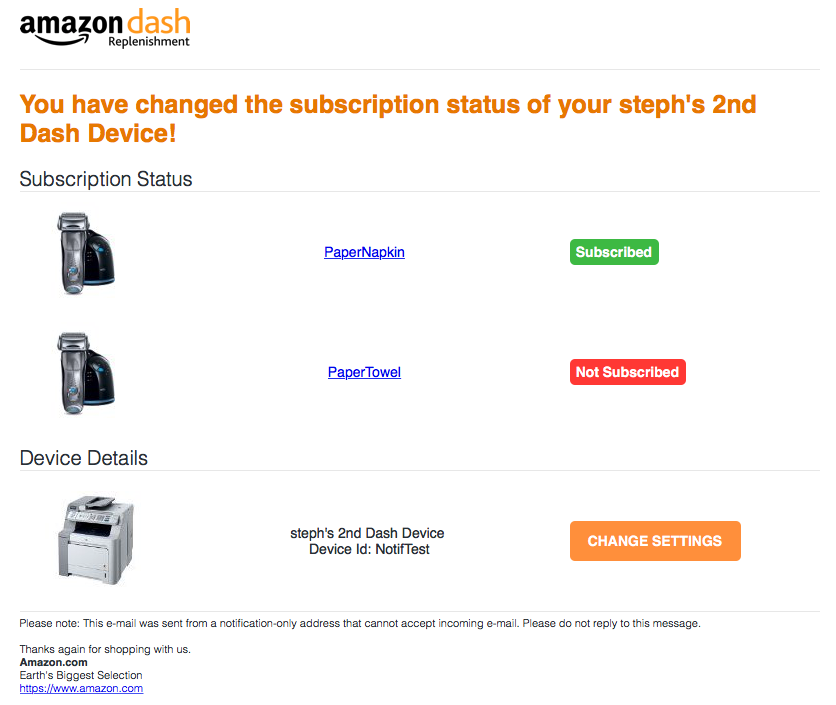 amazon dash
Replenishment
You have changed the subscription status of your steph's 2nd
Dash Device!
Subscription Status
PaperNapkin Subscribed
PaperTowel Not Subscribed
Device Details
steph's 2nd Dash Device
Device Id: NotifTest
CHANGE SETTINGS
Please note: This e-mail was sent from a notification-only address that cannot accept incoming e-mail. Please do not reply to this message.
Thanks again for shopping with us.
Amazon.com
Earth's Biggest Selection
https://www.amazon.com